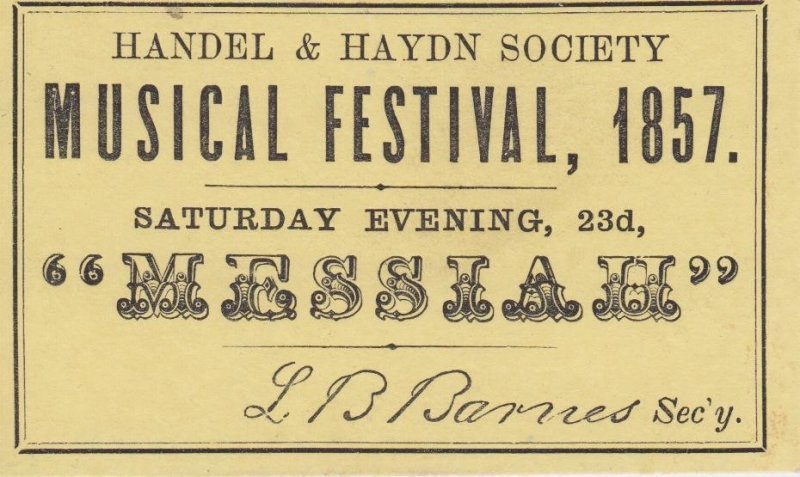 HANDEL & HAYDN SOCIETY
MUSICAL FESTIVAL, 1857.
SATURDAY EVENING, 23d,
“MESSIAH”
L B Barnes Sec'y.